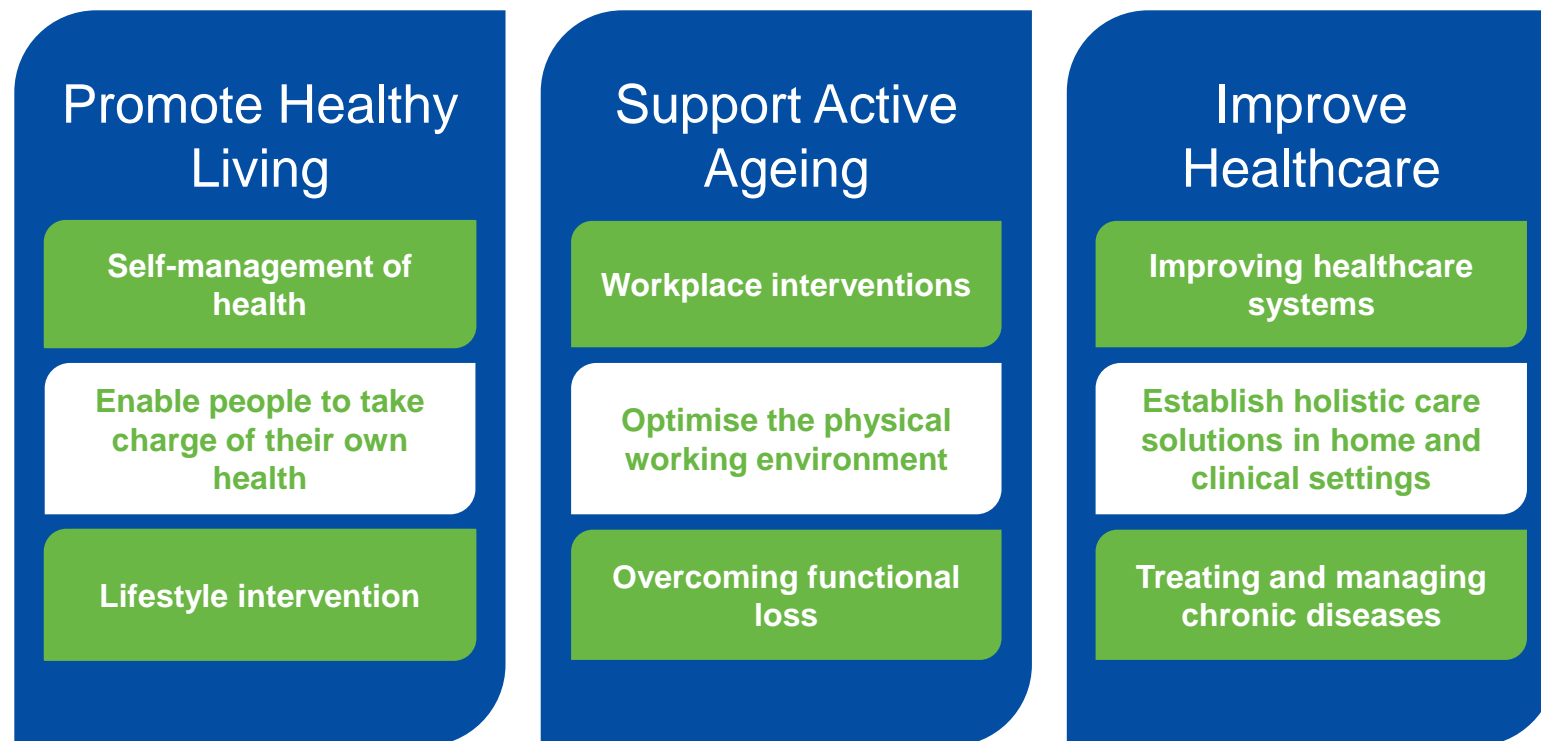 Promote Healthy
Living
Self-management of
health
Enable people to take
charge of their own
health
Lifestyle intervention
Support Active
Ageing
Workplace interventions
Optimise the physical
working environment
Overcoming functional
loss
Improve
Healthcare
Improving healthcare
systems
Establish holistic care
solutions in home and
clinical settings
Treating and managing
chronic diseases